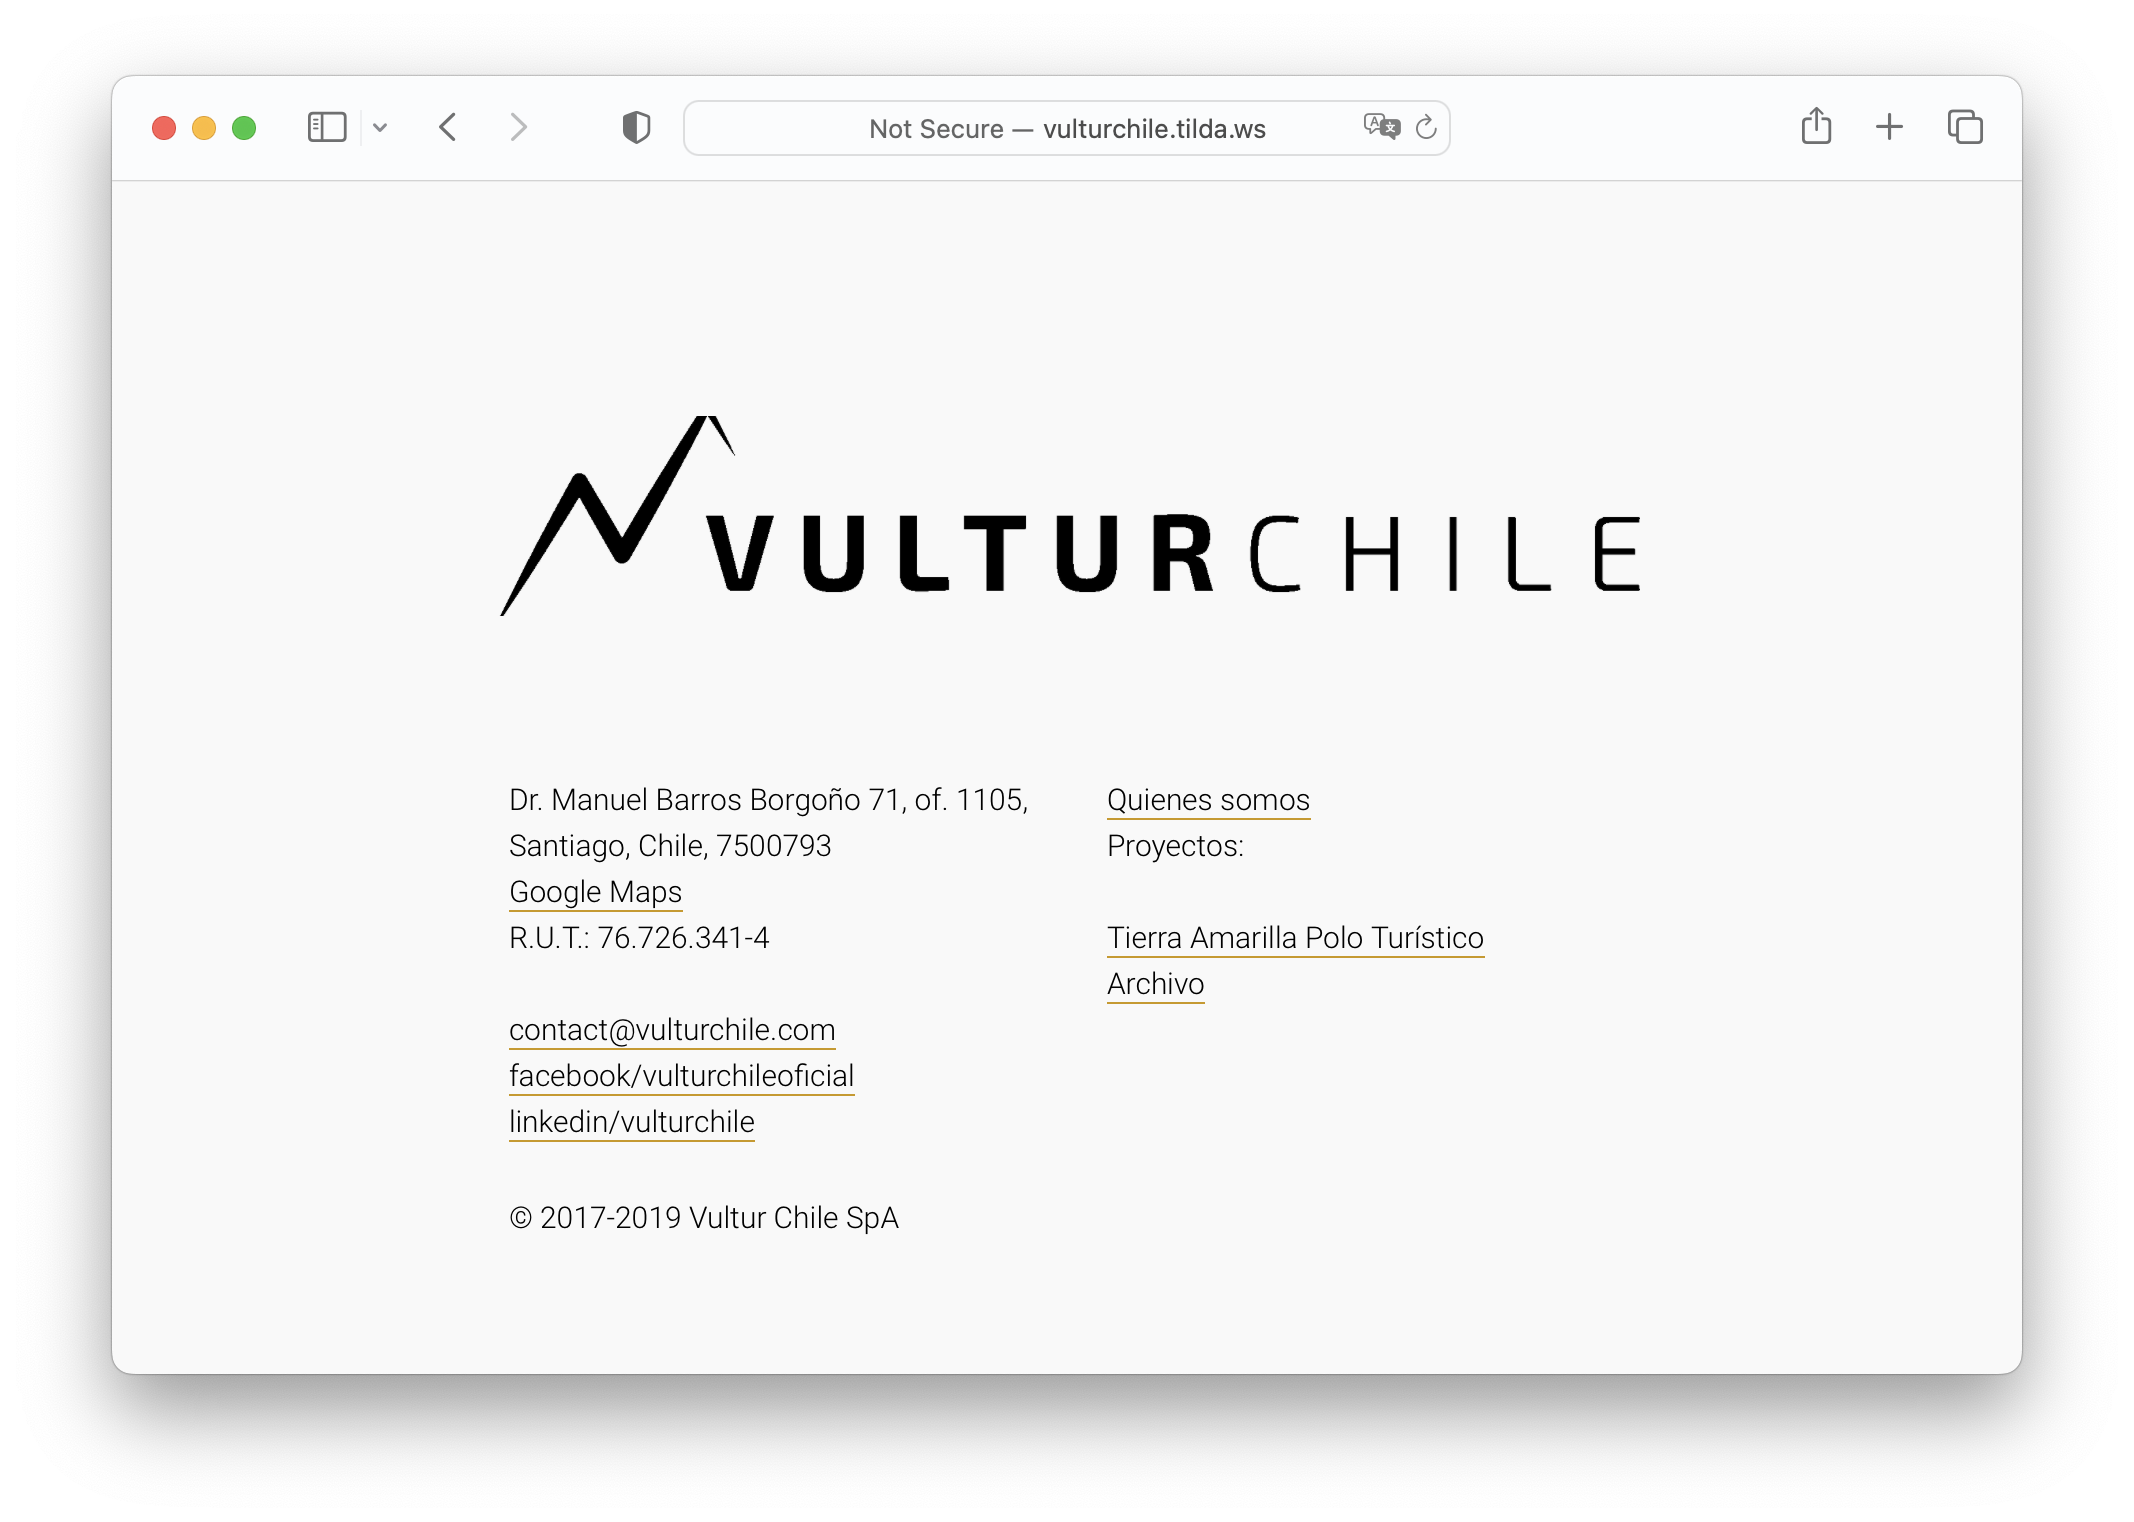 Not Secure — vulturchile.tilda.ws
VULTURCHILE
Dr. Manuel Barros Borgoño 71, of. 1105,
Santiago, Chile, 7500793
Google Maps
R.U.T.: 76.726.341-4
contact@vulturchile.com
facebook/vulturchileoficial
linkedin/vulturchile
© 2017-2019 Vultur Chile SpA
Quienes somos
Proyectos:
Tierra Amarilla Polo Turístico
Archivo